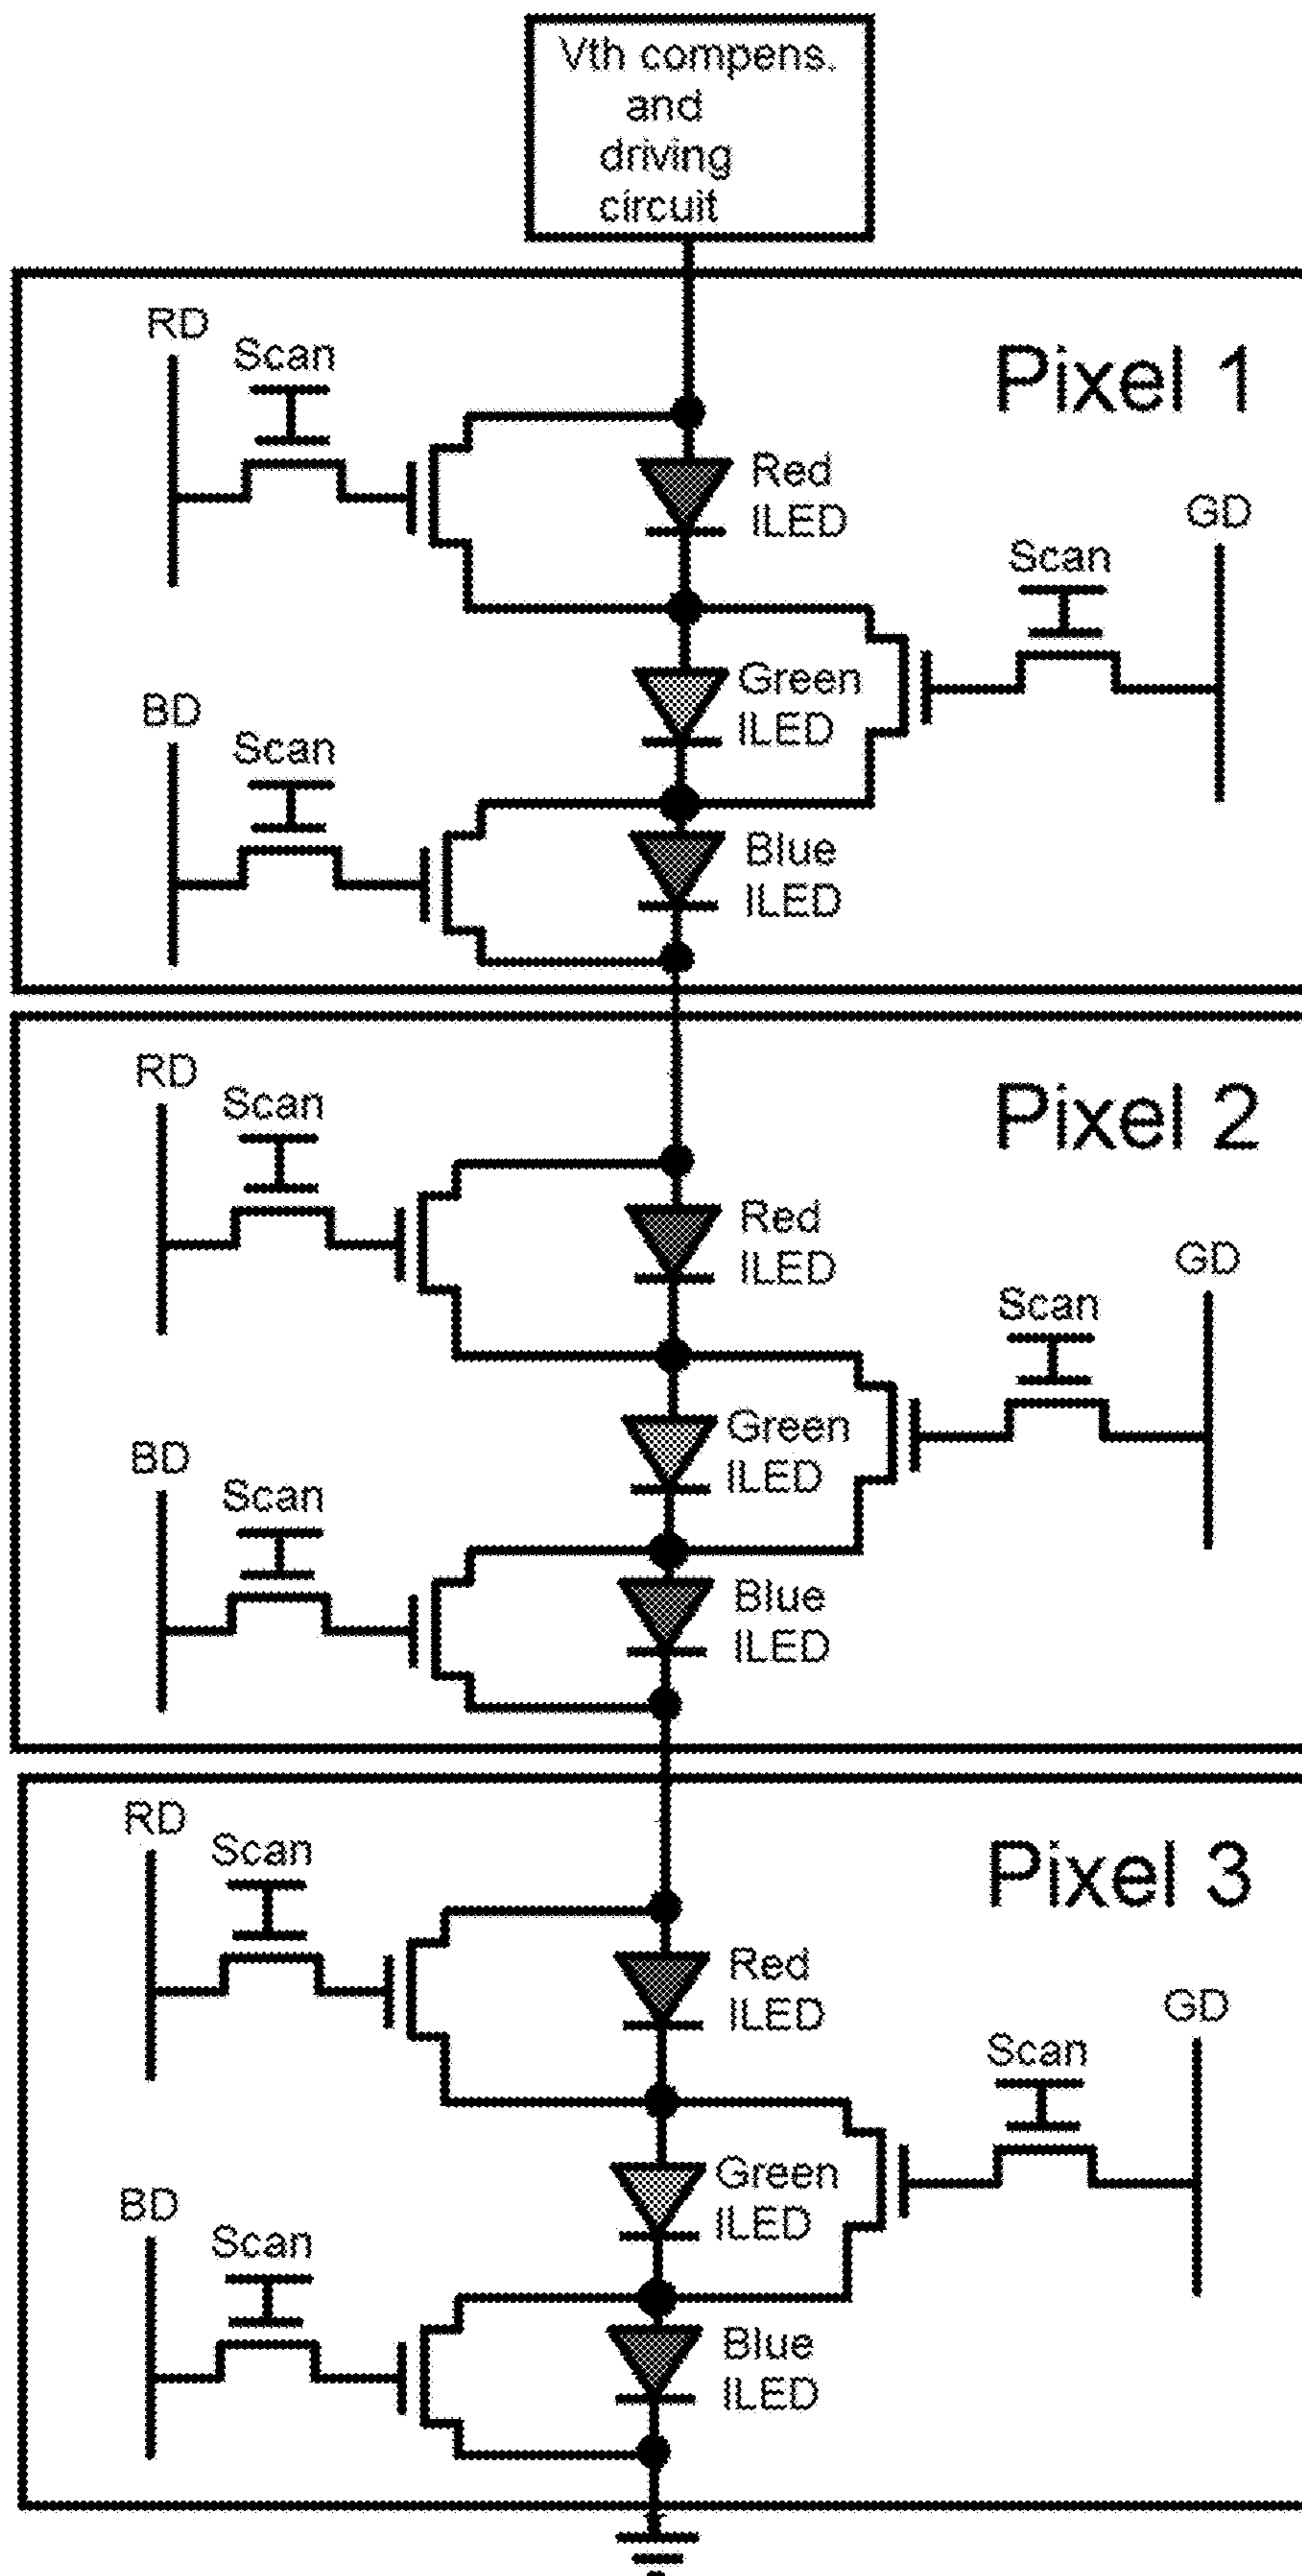 Vth compens.
and
driving
circuit
RD
Scan
Pixel 1
Red
ILED
GD
Scan
Green
ILED
BD
Scan
Blue
ILED
RD
Scan
Pixel 2
Red
ILED
GD
Scan
Green
ILED
BD
Scan
Blue
ILED
RD
Scan
Pixel 3
Red
ILED
GD
Scan
Green
ILED
BD
Scan
Blue
ILED